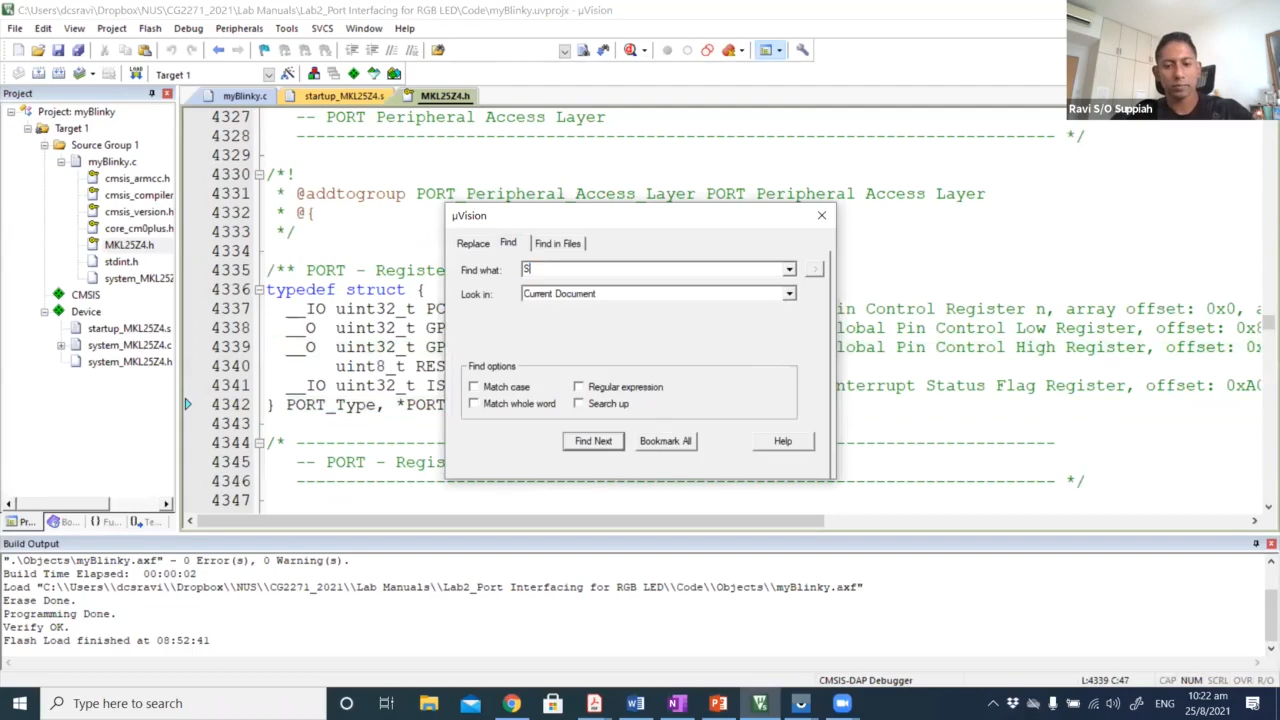 C:\Users\dcsravi\Dropbox\NUS\CG2271_2021\Lab Manuals\Lab2_Port Interfacing for RGB LED\Code\myBlinky.uvprojx - µVision
File Edit View Project Flash Debug Peripherals Tools SVCS Window Help
LOAD
Target 1
Project
myBlinky.c startup_MKL25Z4.s MKL25Z4.h
Project: myBlinky
Target 1
Source Group 1
myBlinky.c
cmsis_armcc.h
cmsis_compiler
cmsis_version.h
core_cm0plus.h
MKL25Z4.h
stdint.h
system_MKL25Z
CMSIS
Device
startup_MKL25Z4.s
system_MKL25Z4.c
system_MKL25Z4.h
Pr... Bo... {} Fu... Te...
4327 -- PORT Peripheral Access Layer
4328 ---------------------------------------------------------------------------- */
4329
4330 /*!
4331 * @addtogroup PORT_Peripheral_Access_Layer PORT Peripheral Access Layer
4332 * @{
4333 */
4334
4335 /** PORT - Registe
4336 typedef struct {
4337 __IO uint32_t PC in Control Register n, array offset: 0x0, a
4338 __O uint32_t GP lobal Pin Control Low Register, offset: 0x8
4339 __O uint32_t GP lobal Pin Control High Register, offset: 0x
4340 uint8_t RES
4341 __IO uint32_t IS nterrupt Status Flag Register, offset: 0xA0
4342 } PORT_Type, *PORT
4343
4344 /* ----------------------------------------------------------------------------
4345 -- PORT - Regis
4346 ---------------------------------------------------------------------------- */
4347
µVision
Replace Find Find in Files
Find what: S
Look in: Current Document
Find options
Match case Regular expression
Match whole word Search up
Find Next Bookmark All Help
Ravi S/O Suppiah
Build Output
".\Objects\myBlinky.axf" - 0 Error(s), 0 Warning(s).
Build Time Elapsed: 00:00:02
Load "C:\\Users\\dcsravi\\Dropbox\\NUS\\CG2271_2021\\Lab Manuals\\Lab2_Port Interfacing for RGB LED\\Code\\Objects\\myBlinky.axf"
Erase Done.
Programming Done.
Verify OK.
Flash Load finished at 08:52:41
CMSIS-DAP Debugger L:4339 C:47 CAP NUM SCRL OVR R/O
Type here to search
ENG
10:22 am
25/8/2021